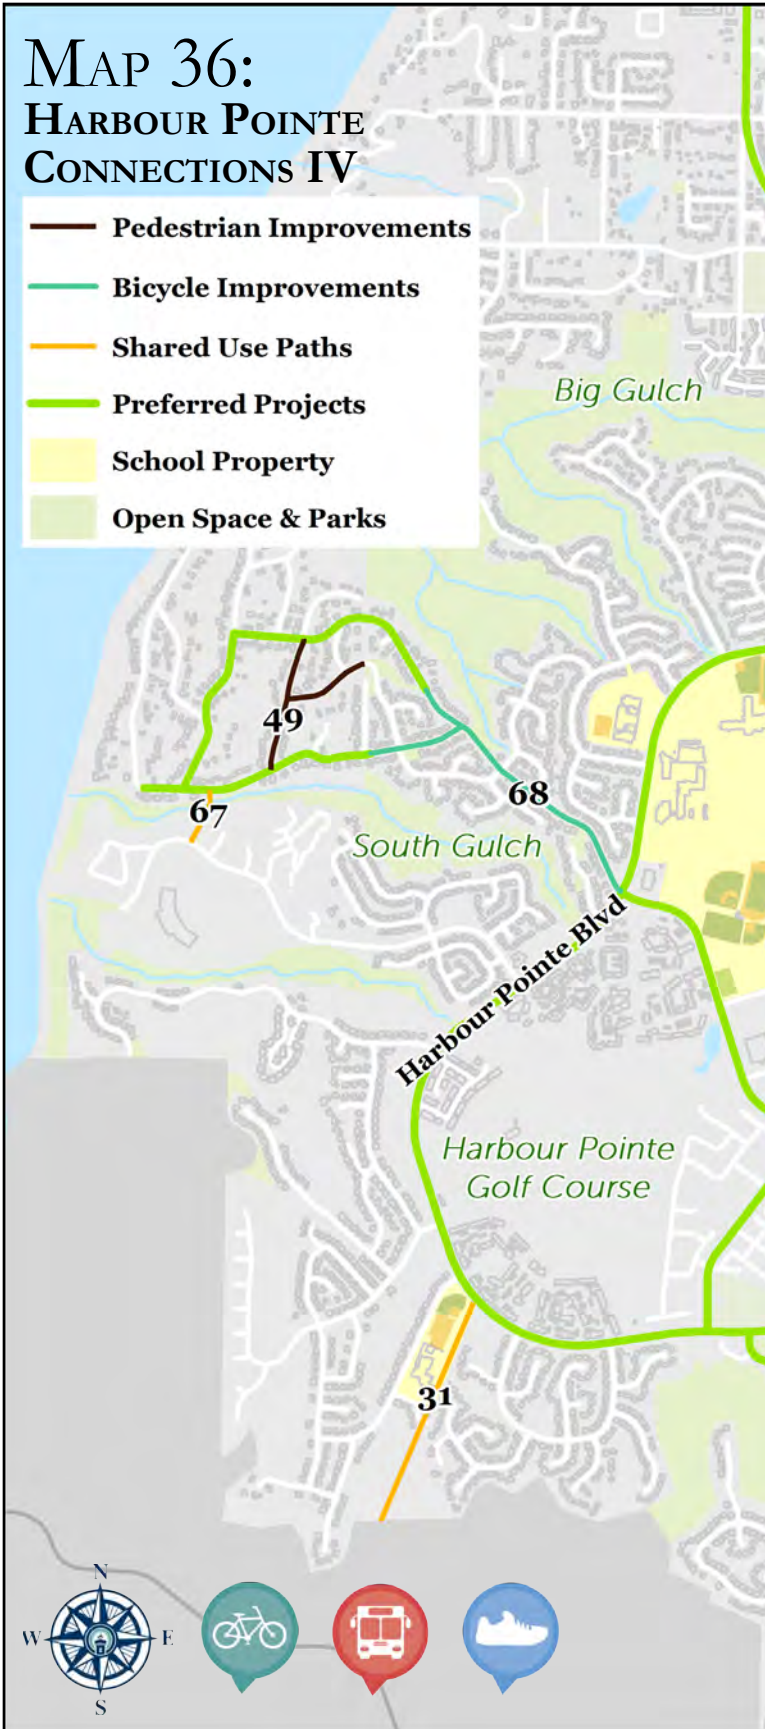 MAP 36:
HARBOUR POINTE
CONNECTIONS IV
Pedestrian Improvements
Bicycle Improvements
Shared Use Paths
Preferred Projects
School Property
Open Space & Parks
Big Gulch
49
67
68
South Gulch
Harbour Pointe Blvd
Harbour Pointe
Golf Course
31
N
W E
S